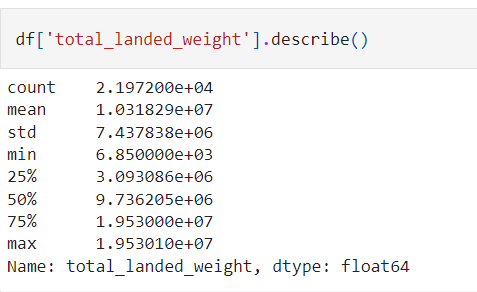 df['total_landed_weight'].describe()
count 2.197200e+04
mean 1.031829e+07
std 7.437838e+06
min 6.850000e+03
25% 3.093086e+06
50% 9.736205e+06
75% 1.953000e+07
max 1.953010e+07
Name: total_landed_weight, dtype: float64